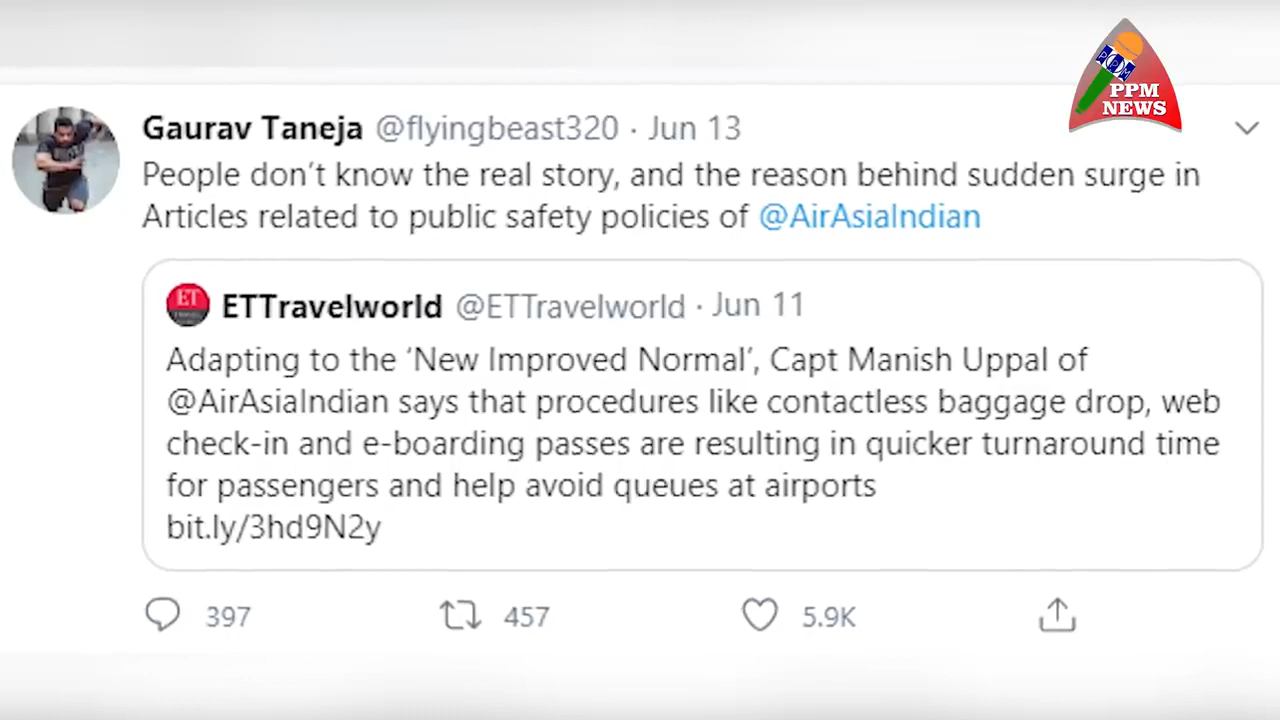 PPM
PPM
NEWS
Gaurav Taneja @flyingbeast320 · Jun 13
People don’t know the real story, and the reason behind sudden surge in
Articles related to public safety policies of @AirAsiaIndian
ET
ETTravelworld @ETTravelworld · Jun 11
Adapting to the ‘New Improved Normal’, Capt Manish Uppal of
@AirAsiaIndian says that procedures like contactless baggage drop, web
check-in and e-boarding passes are resulting in quicker turnaround time
for passengers and help avoid queues at airports
bit.ly/3hd9N2y
397 457 5.9K